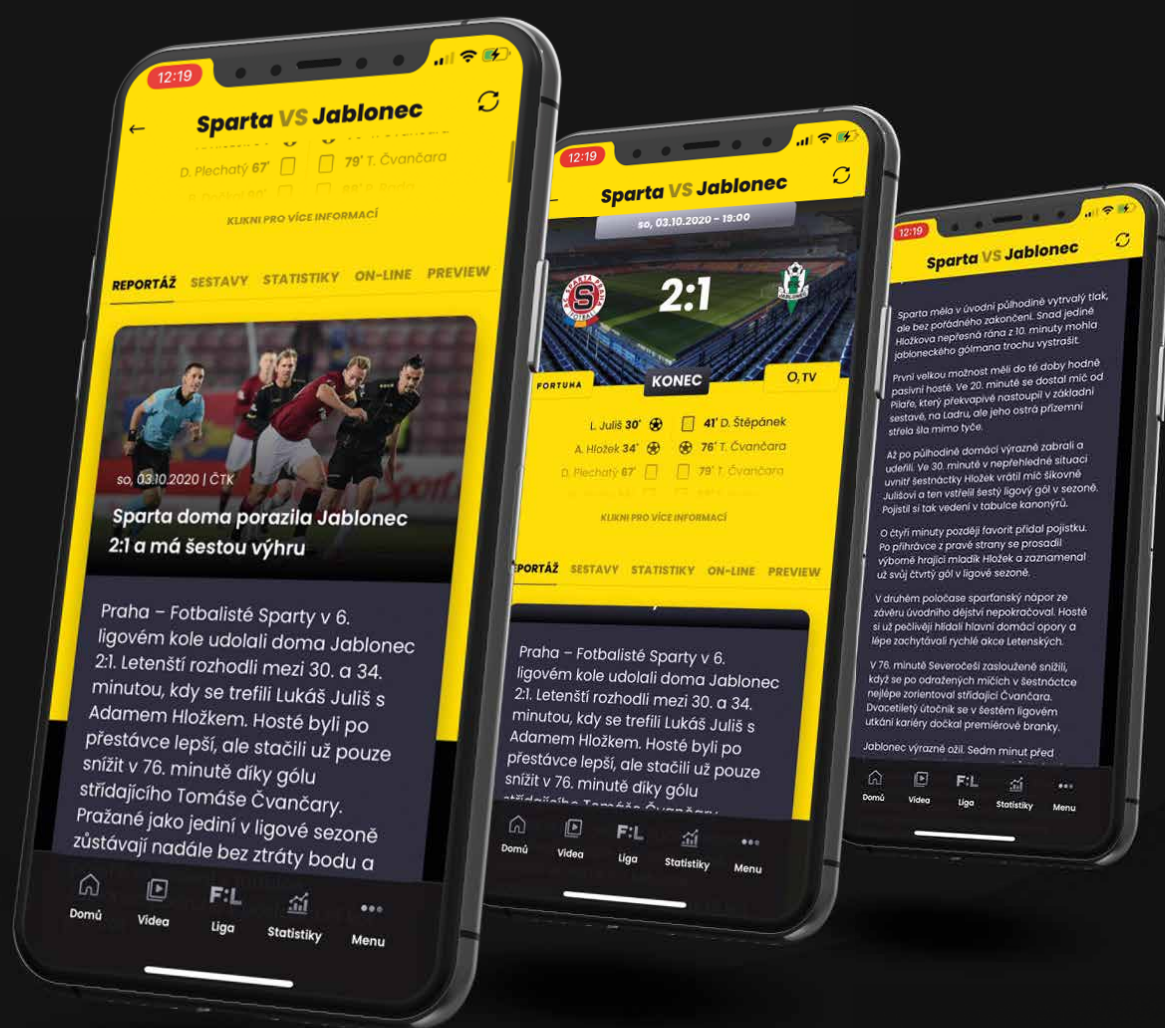 12:19
Sparta VS Jablonec
D. Plechatý 67'
79' T. Čvančara
KLIKNI PRO VÍCE INFORMACÍ
REPORTÁŽ SESTAVY STATISTIKY ON-LINE PREVIEW
so, 03.10.2020 | ČTK
Sparta doma porazila Jablonec
2:1 a má šestou výhru
Praha – Fotbalisté Sparty v 6.
ligovém kole udolali doma Jablonec
2:1. Letenští rozhodli mezi 30. a 34.
minutou, kdy se trefili Lukáš Juliš s
Adamem Hložkem. Hosté byli po
přestávce lepší, ale stačili už pouze
snížit v 76. minutě díky gólu
střídajícího Tomáše Čvančary.
Pražané jako jediní v ligové sezoně
zůstávají nadále bez ztráty bodu a
Domů Videa F:L Liga Statistiky Menu
12:19
Sparta VS Jablonec
so, 03.10.2020 - 19:00
2:1
FORTUNA KONEC O₂ TV
L. Juliš 30' 41' D. Štěpánek
A. Hložek 34' 76' T. Čvančara
D. Plechatý 67' 79' T. Čvančara
KLIKNI PRO VÍCE INFORMACÍ
EPORTÁŽ SESTAVY STATISTIKY ON-LINE PREVIEW
Praha – Fotbalisté Sparty v 6.
ligovém kole udolali doma Jablonec
2:1. Letenští rozhodli mezi 30. a 34.
minutou, kdy se trefili Lukáš Juliš s
Adamem Hložkem. Hosté byli po
přestávce lepší, ale stačili už pouze
snížit v 76. minutě díky gólu
střídajícího Tomáše Čvančary
Domů Videa F:L Liga Statistiky Menu
12:19
Sparta VS Jablonec
Sparta měla v úvodní půlhodině vytrvalý tlak,
ale bez pořádného zakončení. Snad jedině
Hložkova nepřesná rána z 10. minuty mohla
jabloneckého gólmana trochu vystrašit.
První velkou možnost měli do té doby hodně
pasivní hosté. Ve 20. minutě se dostal míč od
Pilaře, který překvapivě nastoupil v základní
sestavě, na Ladru, ale jeho ostrá přízemní
střela šla mimo tyče.
Až po půlhodině domácí výrazně zabrali a
udeřili. Ve 30. minutě v nepřehledné situaci
uvnitř šestnáctky Hložek vrátil míč šikovně
Julišovi a ten vstřelil šestý ligový gól v sezoně.
Pojistil si tak vedení v tabulce kanonýrů.
O čtyři minuty později favorit přidal pojistku.
Po přihrávce z pravé strany se prosadil
výborně hrající mladík Hložek a zaznamenal
už svůj čtvrtý gól v ligové sezoně.
V druhém poločase sparťanský nápor ze
závěru úvodního dějství nepokračoval. Hosté
si už pečlivěji hlídali hlavní domácí opory a
lépe zachytávali rychlé akce Letenských.
V 76. minutě Severočeši zaslouženě snížili,
když se po odražených míčích v šestnáctce
nejlépe zorientoval střídající Čvančara.
Dvacetiletý útočník se v šestém ligovém
utkání kariéry dočkal premiérové branky.
Jablonec výrazně ožil. Sedm minut před
Domů Videa F:L Liga Statistiky Menu